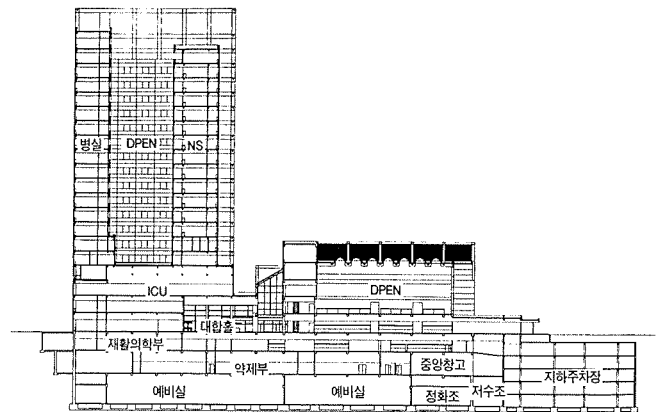 병실 DPEN NS
ICU DPEN
대합홀
재활의학부
약제부 중앙창고
지하주차장
예비실 예비실 정화조 저수조